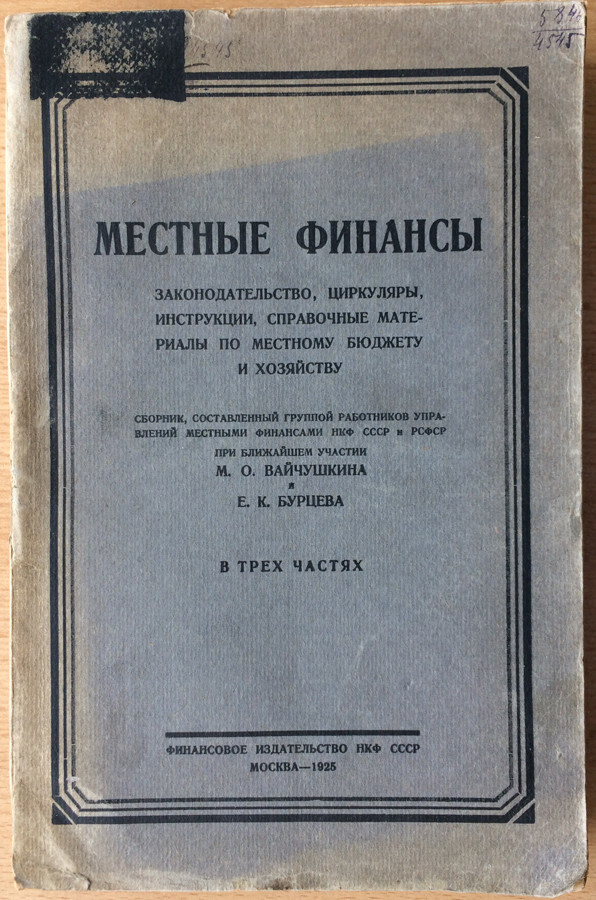 МЕСТНЫЕ ФИНАНСЫ
ЗАКОНОДАТЕЛЬСТВО, ЦИРКУЛЯРЫ,
ИНСТРУКЦИИ, СПРАВОЧНЫЕ МАТЕ-
РИАЛЫ ПО МЕСТНОМУ БЮДЖЕТУ
И ХОЗЯЙСТВУ
СБОРНИК, СОСТАВЛЕННЫЙ ГРУППОЙ РАБОТНИКОВ УПРА-
ВЛЕНИЙ МЕСТНЫМИ ФИНАНСАМИ НКФ СССР и РСФСР
ПРИ БЛИЖАЙШЕМ УЧАСТИИ
М. О. ВАЙЧУШКИНА
и
Е. К. БУРЦЕВА
В ТРЕХ ЧАСТЯХ
ФИНАНСОВОЕ ИЗДАТЕЛЬСТВО НКФ СССР
МОСКВА—1925